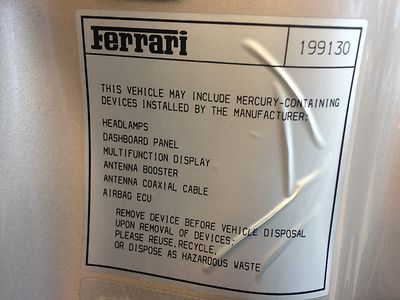 Ferrari
199130
THIS VEHICLE MAY INCLUDE MERCURY-CONTAINING
DEVICES INSTALLED BY THE MANUFACTURER:
HEADLAMPS
DASHBOARD PANEL
MULTIFUNCTION DISPLAY
ANTENNA BOOSTER
ANTENNA COAXIAL CABLE
AIRBAG ECU
REMOVE DEVICE BEFORE VEHICLE DISPOSAL
UPON REMOVAL OF DEVICES:
PLEASE REUSE, RECYCLE,
OR DISPOSE AS HAZARDOUS WASTE